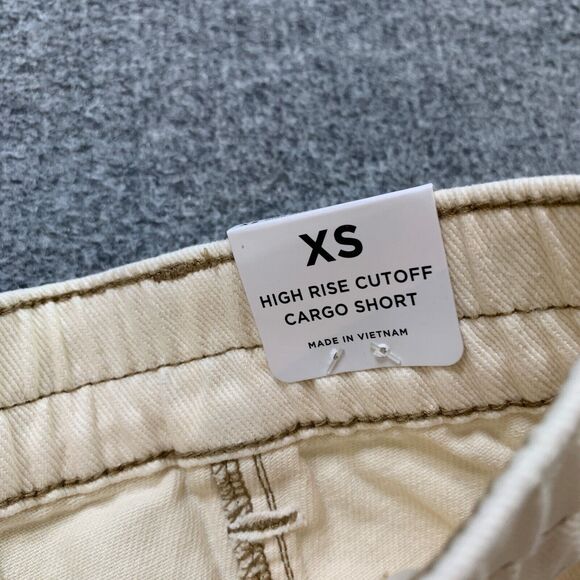 XS
HIGH RISE CUTOFF
CARGO SHORT
MADE IN VIETNAM